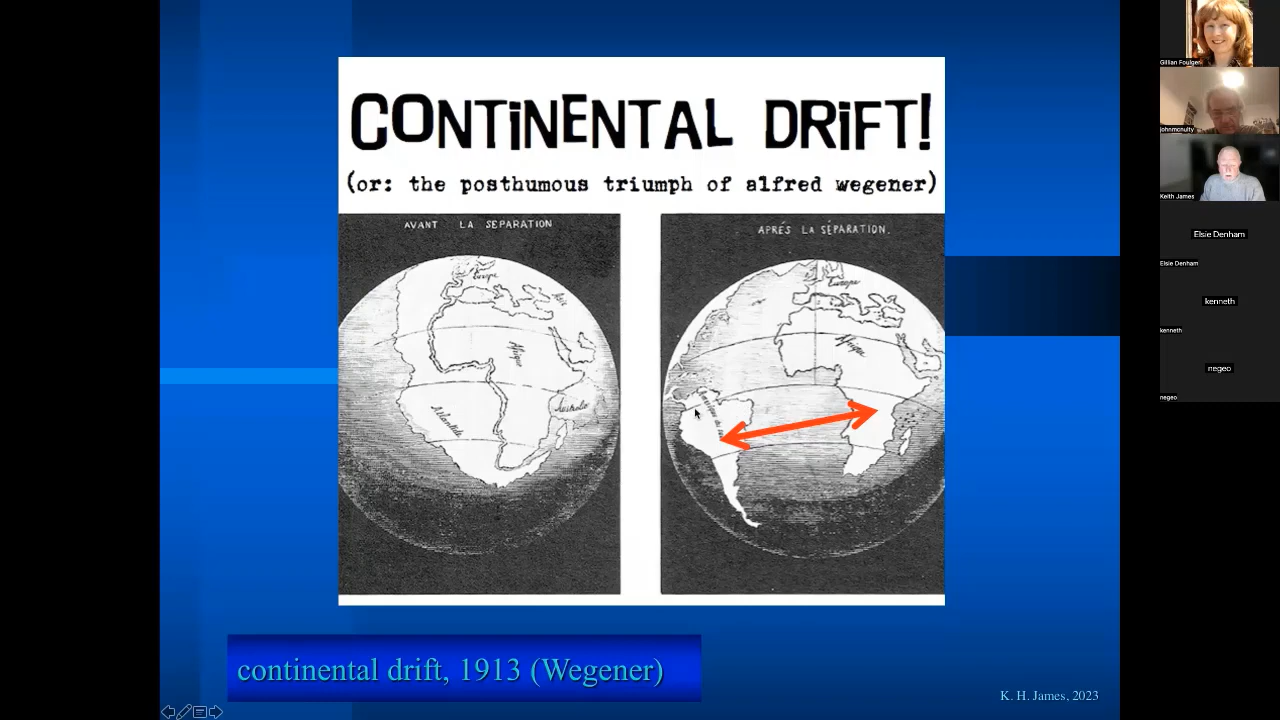 CONTiNENTAL DRiFT!
(or: the posthumous triumph of alfred wegener)
AVANT LA SEPARATION
Europe
Afrique
Australie
APRÉS LA SÉPARATION.
Europe
Afrique
continental drift, 1913 (Wegener)
K. H. James, 2023
Gillian Foulger
johnmcnulty
Keith James
Elsie Denham
Elsie Denham
kenneth
kenneth
negeo
negeo